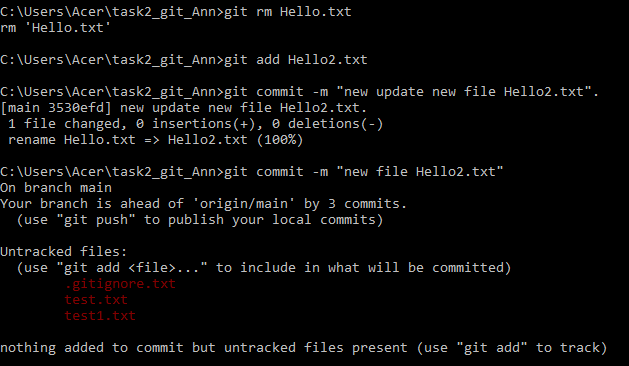 C:\Users\Acer\task2_git_Ann>git rm Hello.txt
rm 'Hello.txt'
C:\Users\Acer\task2_git_Ann>git add Hello2.txt
C:\Users\Acer\task2_git_Ann>git commit -m "new update new file Hello2.txt".
[main 3530efd] new update new file Hello2.txt.
 1 file changed, 0 insertions(+), 0 deletions(-)
 rename Hello.txt => Hello2.txt (100%)
C:\Users\Acer\task2_git_Ann>git commit -m "new file Hello2.txt"
On branch main
Your branch is ahead of 'origin/main' by 3 commits.
  (use "git push" to publish your local commits)
Untracked files:
  (use "git add <file>..." to include in what will be committed)
        .gitignore.txt
        test.txt
        test1.txt
nothing added to commit but untracked files present (use "git add" to track)